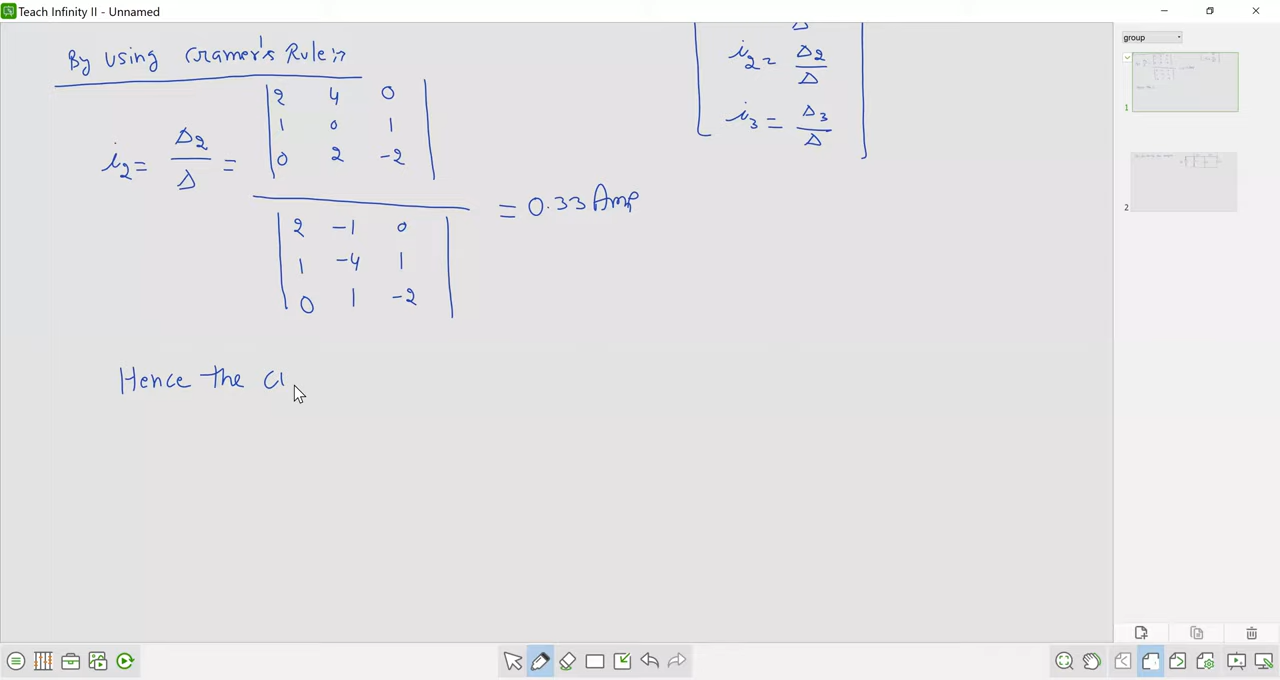 Teach Infinity II - Unnamed
By using Cramer's Rule:
i2= Δ2/Δ =
|2 4 0|
|1 0 1|
|0 2 -2|
|2 -1 0|
|1 -4 1|
|0 1 -2|
= 0.33 Amp
Δ
i2= Δ2/Δ
i3= Δ3/Δ
Hence the cu
group
1
2